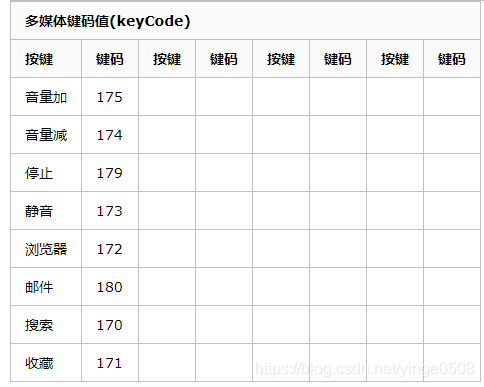 多媒体键码值(keyCode)
按键 键码 按键 键码 按键 键码 按键 键码
音量加 175
音量减 174
停止 179
静音 173
浏览器 172
邮件 180
搜索 170
收藏 171
https://blog.csdn.net/yinge0508